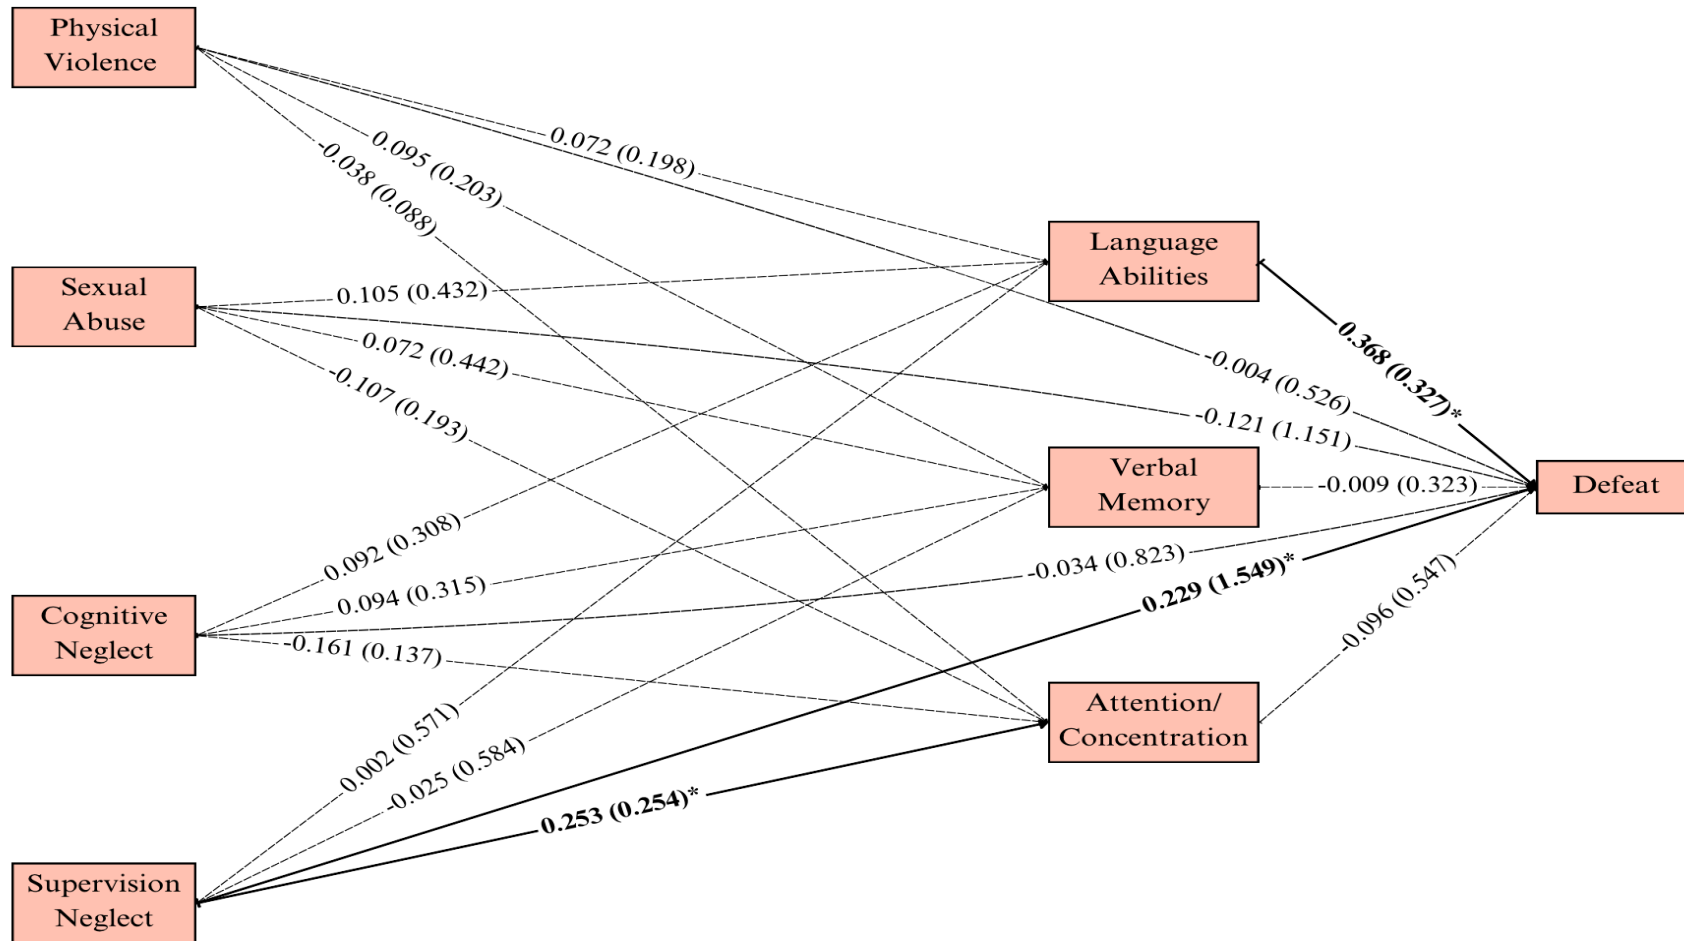 Physical
Violence
0.072 (0.198)
0.095 (0.203)
-0.038 (0.088)
Language
Abilities
Sexual
Abuse
0.105 (0.432)
0.072 (0.442)
-0.107 (0.193)
0.368 (0.327)*
-0.004 (0.526)
-0.121 (1.151)
Verbal
Memory
-0.009 (0.323)
Defeat
0.092 (0.308)
0.094 (0.315)
-0.034 (0.823)
0.229 (1.549)*
-0.096 (0.547)
Cognitive
Neglect
-0.161 (0.137)
Attention/
Concentration
0.002 (0.571)
-0.025 (0.584)
0.253 (0.254)*
Supervision
Neglect